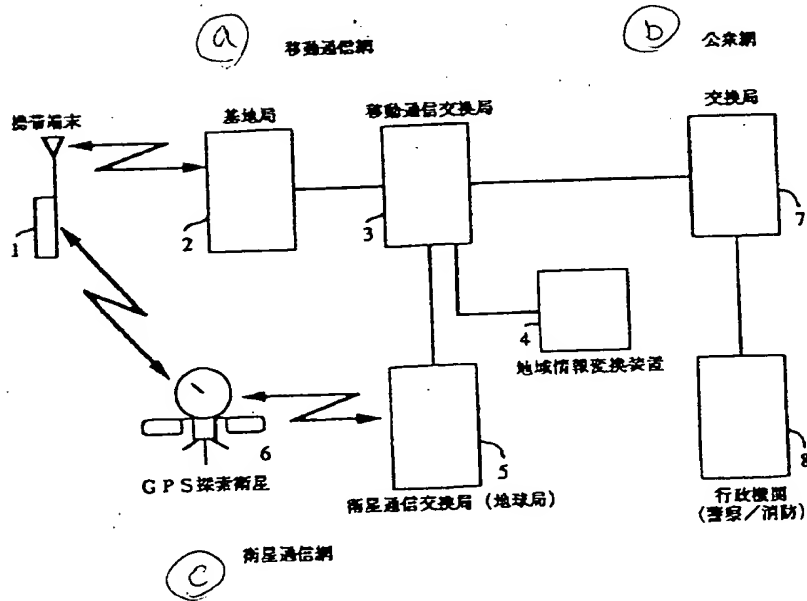 a 移動通信網
b 公衆網
携帯端末
基地局
移動通信交換局
交換局
1
2
3
7
4
地域情報変換装置
6
5
8
GPS探索衛星
衛星通信交換局(地球局)
行政機関
(警察/消防)
c 衛星通信網